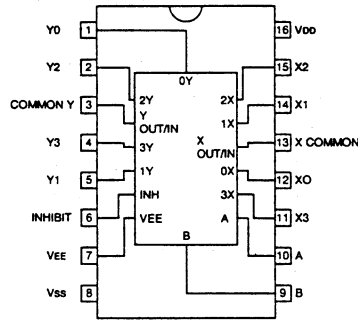 Y0 1 16 VDD
0Y
Y2 2 2Y 2X 15 X2
COMMON Y 3 Y OUT/IN 1X 14 X1
Y3 4 3Y X OUT/IN 13 X COMMON
Y1 5 1Y 0X 12 XO
INHIBIT 6 INH 3X 11 X3
VEE 7 VEE A 10 A
VSS 8 B 9 B